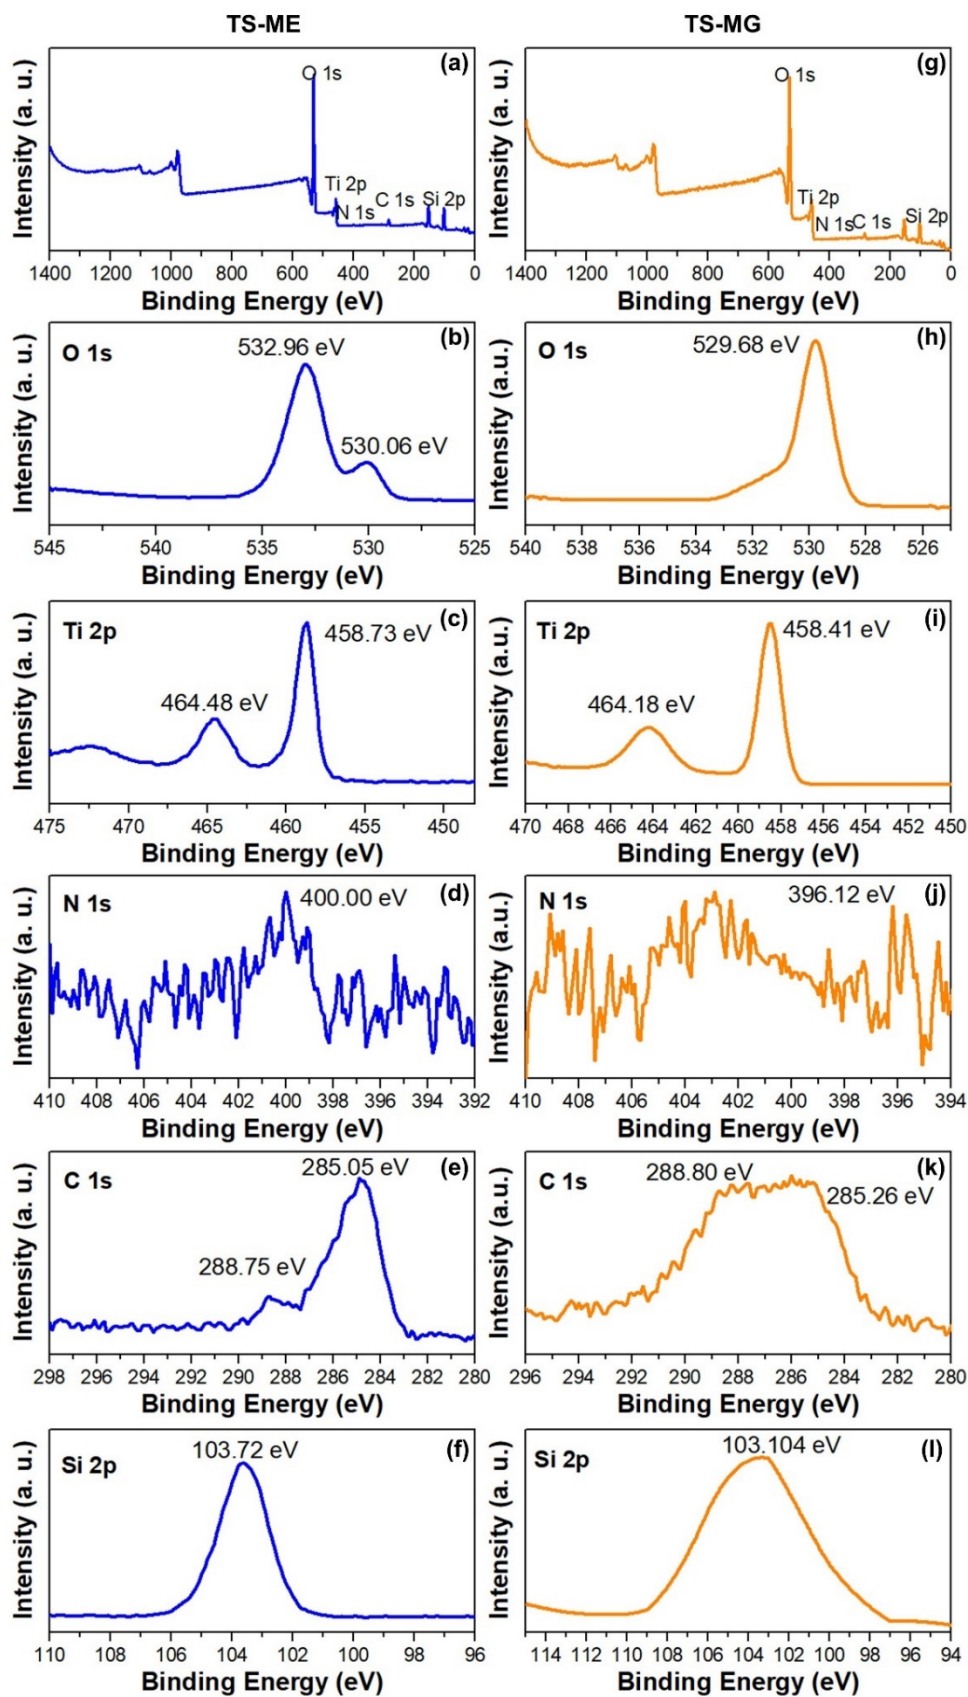 TS-ME
TS-MG
(a)
O 1s
Ti 2p
N 1s
C 1s
Si 2p
Intensity (a. u.)
1400 1200 1000 800 600 400 200 0
Binding Energy (eV)
(g)
O 1s
Ti 2p
N 1s
C 1s
Si 2p
Intensity (a. u.)
1400 1200 1000 800 600 400 200 0
Binding Energy (eV)
(b)
O 1s
532.96 eV
530.06 eV
Intensity (a. u.)
545 540 535 530 525
Binding Energy (eV)
(h)
O 1s
529.68 eV
Intensity (a.u.)
540 538 536 534 532 530 528 526
Binding Energy (eV)
(c)
Ti 2p
458.73 eV
464.48 eV
Intensity (a. u.)
475 470 465 460 455 450
Binding Energy (eV)
(i)
Ti 2p
458.41 eV
464.18 eV
Intensity (a.u.)
470 468 466 464 462 460 458 456 454 452 450
Binding Energy (eV)
(d)
N 1s
400.00 eV
Intensity (a. u.)
410 408 406 404 402 400 398 396 394 392
Binding Energy (eV)
(j)
N 1s
396.12 eV
Intensity (a.u.)
410 408 406 404 402 400 398 396 394
Binding Energy (eV)
(e)
C 1s
285.05 eV
288.75 eV
Intensity (a. u.)
298 296 294 292 290 288 286 284 282 280
Binding Energy (eV)
(k)
C 1s
288.80 eV
285.26 eV
Intensity (a.u.)
296 294 292 290 288 286 284 282 280
Binding Energy (eV)
(f)
Si 2p
103.72 eV
Intensity (a. u.)
110 108 106 104 102 100 98 96
Binding Energy (eV)
(l)
Si 2p
103.104 eV
Intensity (a.u.)
114 112 110 108 106 104 102 100 98 96 94
Binding Energy (eV)